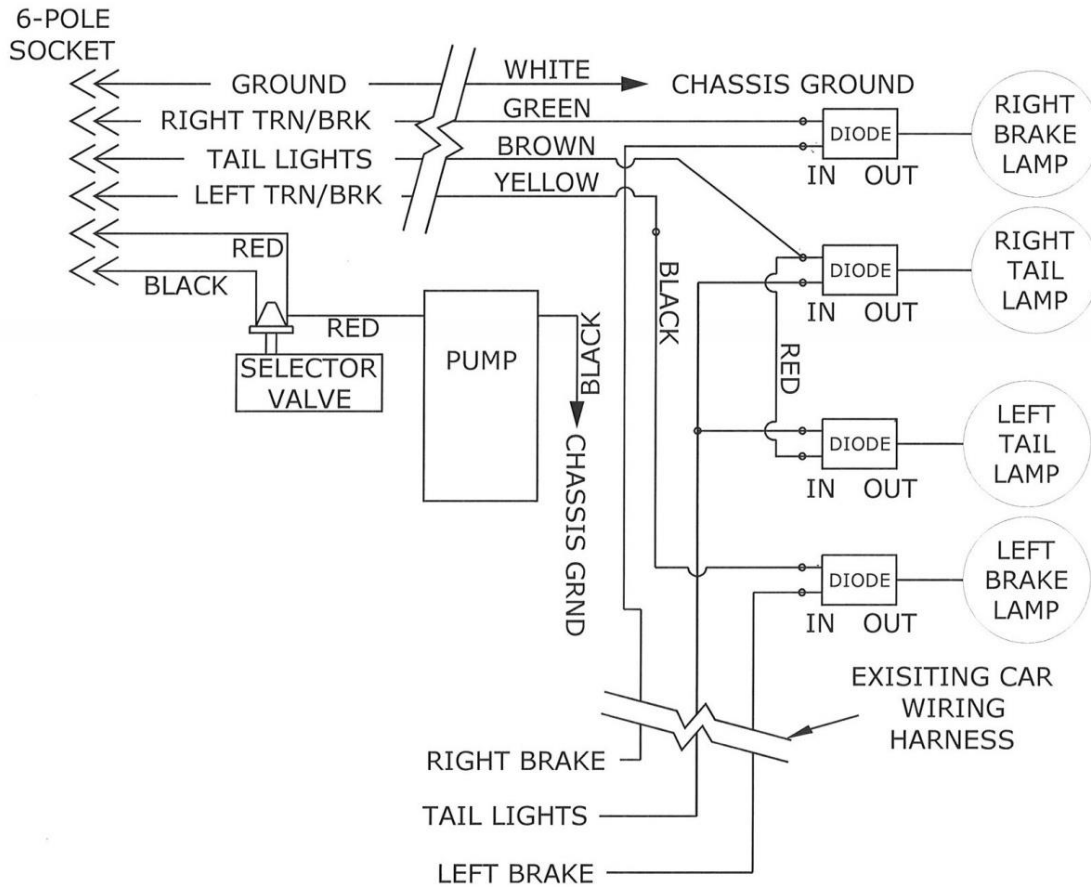 6-POLE
SOCKET
GROUND
WHITE
CHASSIS GROUND
RIGHT TRN/BRK
GREEN
TAIL LIGHTS
BROWN
LEFT TRN/BRK
YELLOW
RED
BLACK
RED
SELECTOR
VALVE
PUMP
BLACK
CHASSIS GRND
BLACK
RED
DIODE
IN OUT
RIGHT
BRAKE
LAMP
DIODE
IN OUT
RIGHT
TAIL
LAMP
DIODE
IN OUT
LEFT
TAIL
LAMP
DIODE
IN OUT
LEFT
BRAKE
LAMP
EXISITING CAR
WIRING
HARNESS
RIGHT BRAKE
TAIL LIGHTS
LEFT BRAKE